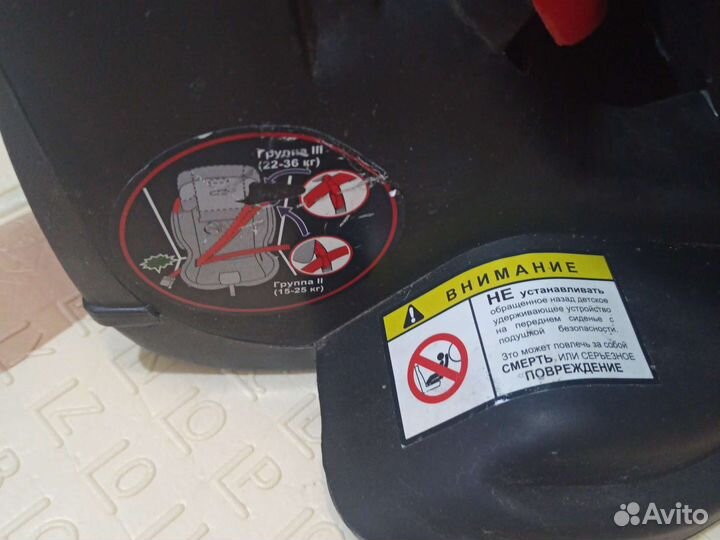 Группа III
(22-36 кг)
Группа II
(15-25 кг)
ВНИМАНИЕ
НЕ устанавливать
обращенное назад детское
удерживающее устройство
на переднем сиденье с
подушкой безопасности.
Это может повлечь за собой
СМЕРТЬ ИЛИ СЕРЬЕЗНОЕ
ПОВРЕЖДЕНИЕ
Avito